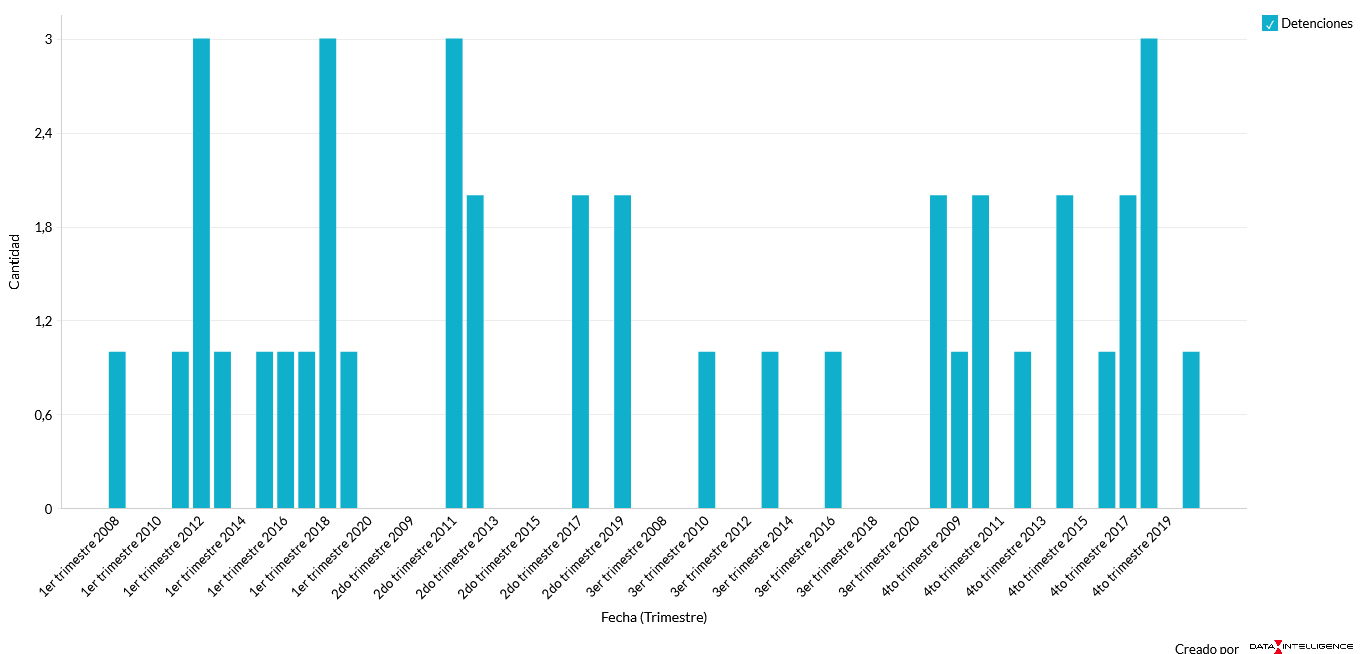 Detenciones
3
2,4
1,8
1,2
0,6
0
Cantidad
1er trimestre 2008
1er trimestre 2010
1er trimestre 2012
1er trimestre 2014
1er trimestre 2016
1er trimestre 2018
1er trimestre 2020
2do trimestre 2009
2do trimestre 2011
2do trimestre 2013
2do trimestre 2015
2do trimestre 2017
2do trimestre 2019
3er trimestre 2008
3er trimestre 2010
3er trimestre 2012
3er trimestre 2014
3er trimestre 2016
3er trimestre 2018
3er trimestre 2020
4to trimestre 2009
4to trimestre 2011
4to trimestre 2013
4to trimestre 2015
4to trimestre 2017
4to trimestre 2019
Fecha (Trimestre)
Creado por DATA INTELLIGENCE